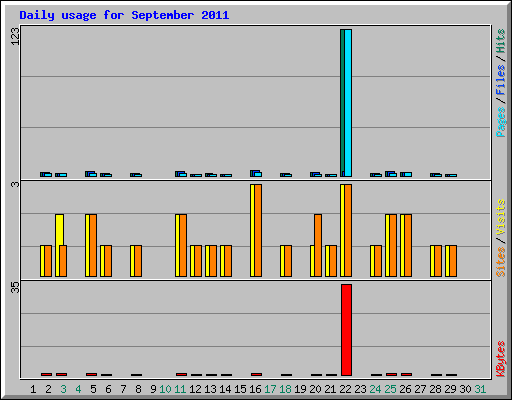 Daily usage for September 2011
123
Pages / Files / Hits
3
Sites / Visits
35
KBytes
1 2 3 4 5 6 7 8 9 10 11 12 13 14 15 16 17 18 19 20 21 22 23 24 25 26 27 28 29 30 31